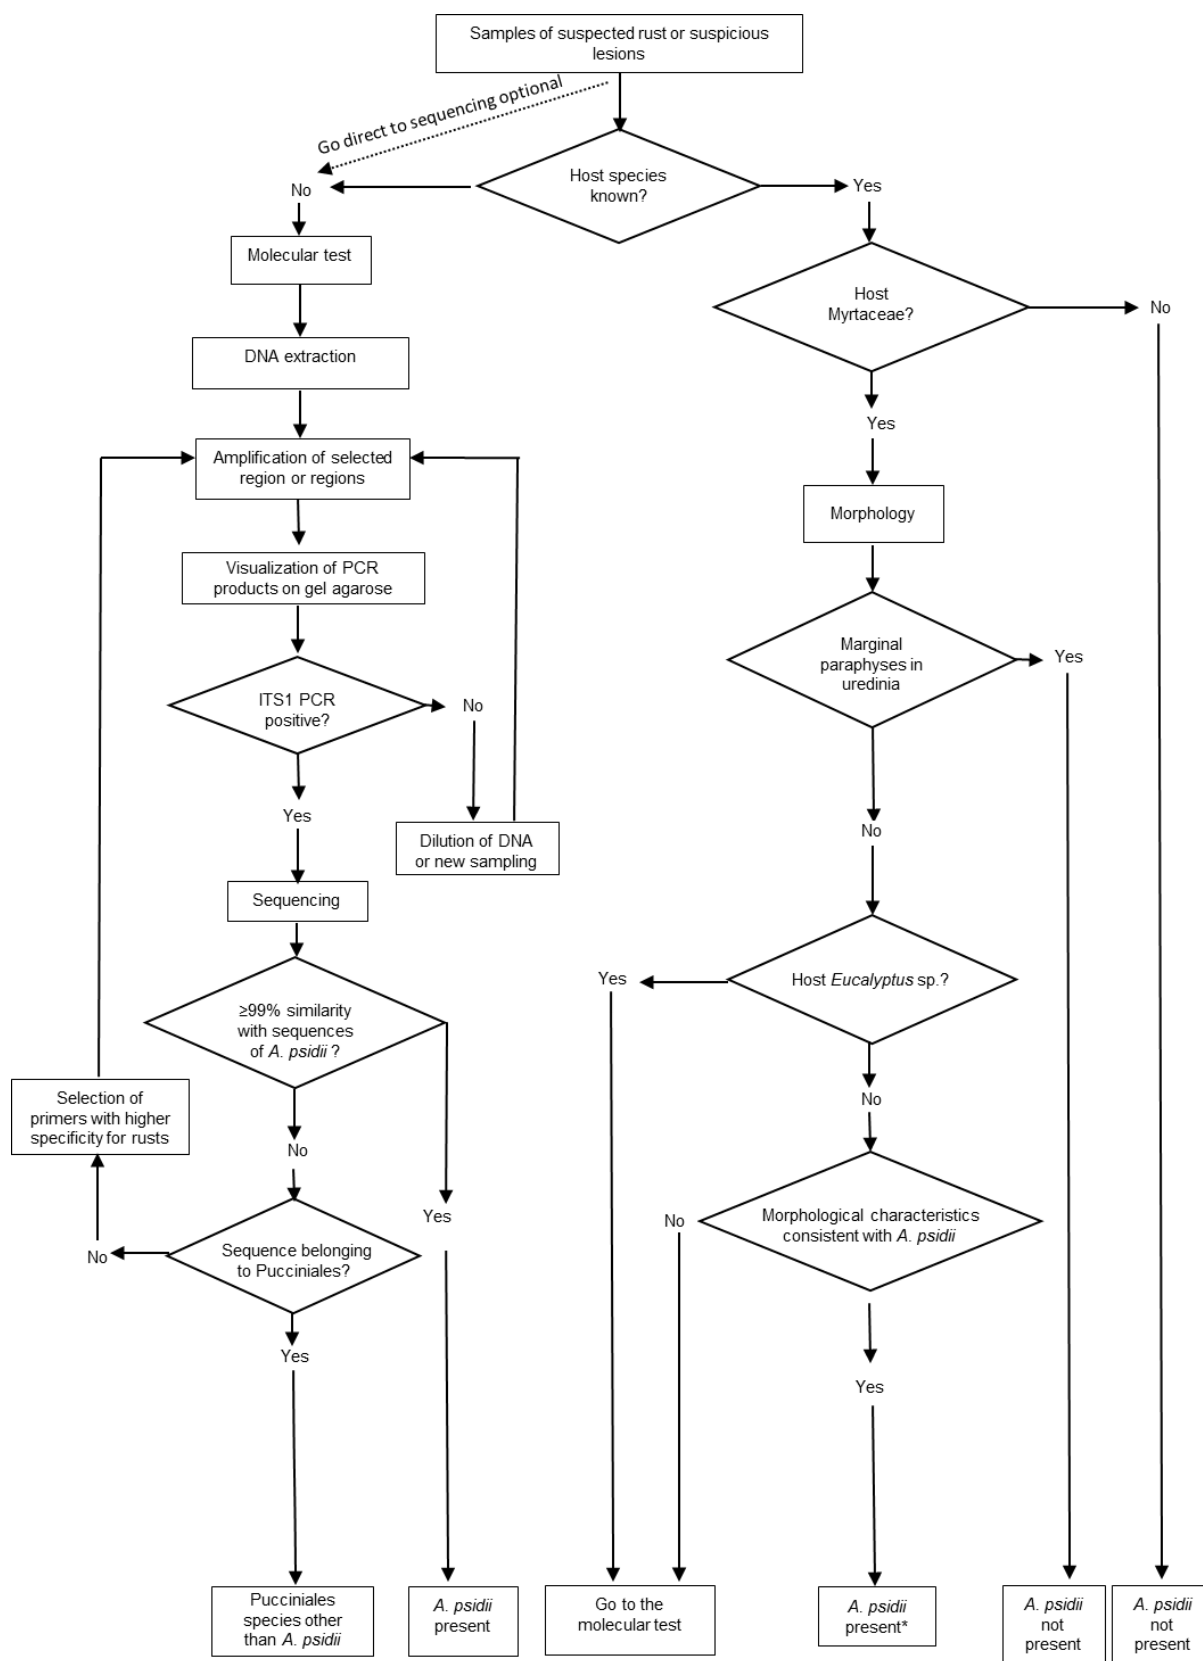 Samples of suspected rust or suspicious
lesions
Go direct to sequencing optional
Host species
known?
No
Yes
Molecular test
Host
Myrtaceae?
No
DNA extraction
Yes
Amplification of selected
region or regions
Morphology
Visualization of PCR
products on gel agarose
Marginal
paraphyses in
uredinia
Yes
ITS1 PCR
positive?
No
Yes
No
Dilution of DNA
or new sampling
Sequencing
Host Eucalyptus sp.?
Yes
≥99% similarity
with sequences
of A. psidii ?
Selection of
primers with higher
specificity for rusts
No
No
Yes
Morphological characteristics
consistent with A. psidii
No
Sequence belonging
to Pucciniales?
No
Yes
Yes
Pucciniales
species other
than A. psidii
A. psidii
present
Go to the
molecular test
A. psidii
present*
A. psidii
not
present
A. psidii
not
present